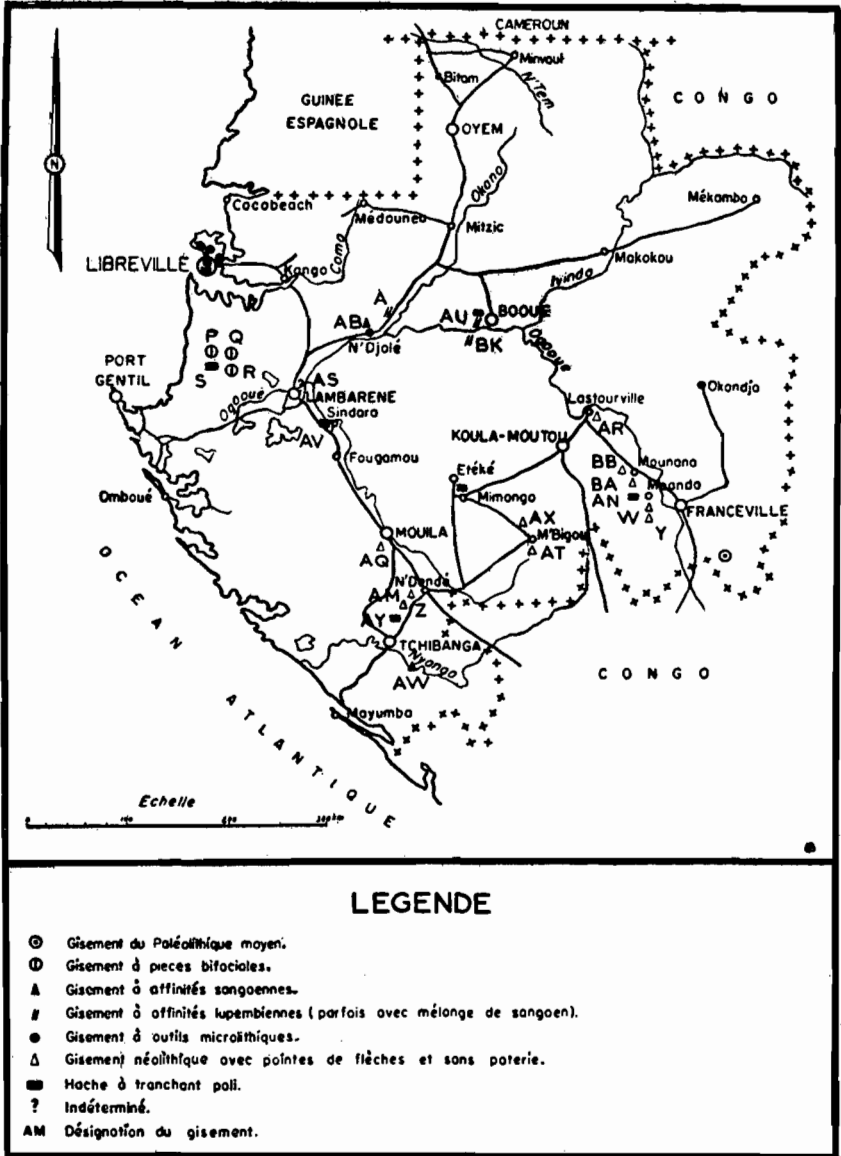 CAMEROUN
Minvoul
Bitam
N'Tem
GUINÉE
ESPAGNOLE
CONGO
OYEM
N
Okano
Cocobeach
Médouneu
Mékambo
Mitzic
Makokou
LIBREVILLE
Kango
Como
Ivindo
A
AB
N'Djolé
AU
BOOUE
BK
Ogooué
P Q
S R
PORT
GENTIL
AS
LAMBARENE
Ogooué
Sindara
AV
Fougamou
Lastourville
AR
Okondja
KOULA-MOUTOU
Etéké
Mimongo
BB
Mounana
BA
Moanda
AN
W
Y
FRANCEVILLE
Omboué
AX
M'Bigou
AT
MOUILA
AQ
N'Dendé
AM
Z
AY
TCHIBANGA
Nyanga
AW
Mayumba
CONGO
OCEAN ATLANTIQUE
Echelle
0
LEGENDE
Gisement du Paléolithique moyen.
Gisement à pieces bifaciales.
Gisement à affinités sangoennes.
Gisement à affinités lupembiennes (parfois avec mélange de sangoen).
Gisement à outils microlithiques.
Gisement néolithique avec pointes de flèches et sans poterie.
Hache à tranchant poli.
? Indéterminé.
AM Désignation du gisement.